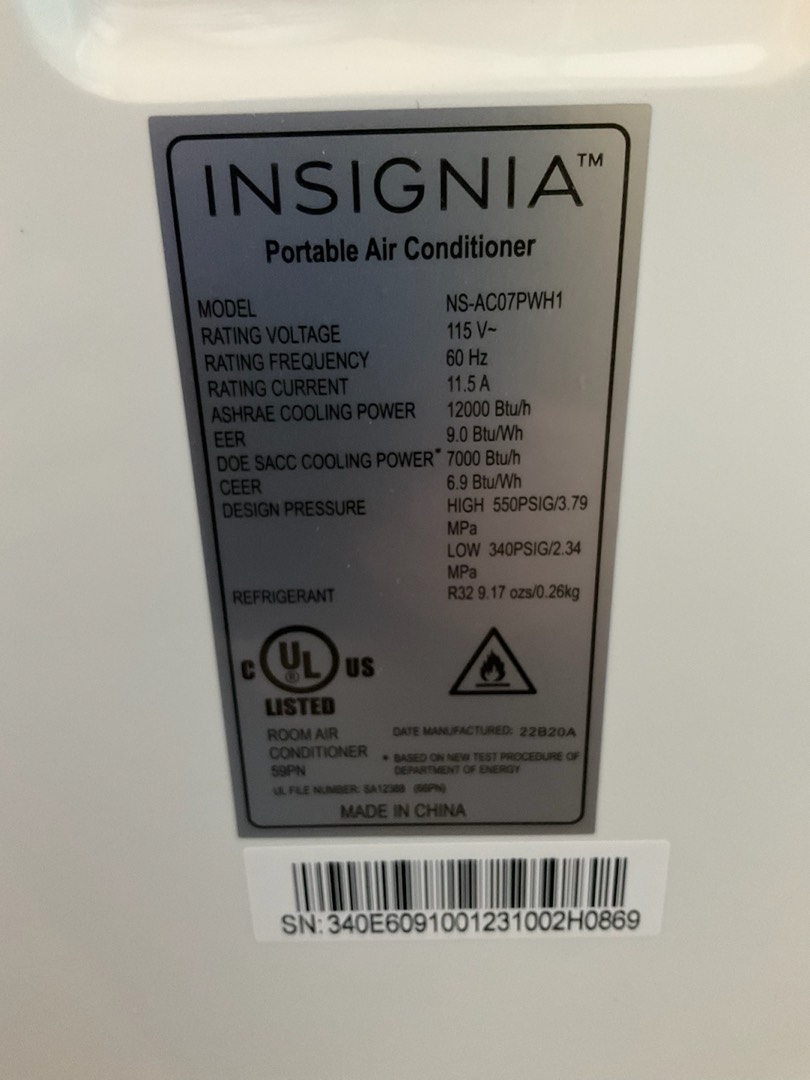 INSIGNIA™
Portable Air Conditioner
MODEL NS-AC07PWH1
RATING VOLTAGE 115 V~
RATING FREQUENCY 60 Hz
RATING CURRENT 11.5 A
ASHRAE COOLING POWER 12000 Btu/h
EER 9.0 Btu/Wh
DOE SACC COOLING POWER* 7000 Btu/h
CEER 6.9 Btu/Wh
DESIGN PRESSURE HIGH 550PSIG/3.79
MPa
LOW 340PSIG/2.34
MPa
REFRIGERANT R32 9.17 ozs/0.26kg
C UL® US
LISTED
ROOM AIR
CONDITIONER
59PN
DATE MANUFACTURED: 22B20A
* BASED ON NEW TEST PROCEDURE OF
DEPARTMENT OF ENERGY
UL FILE NUMBER:
MADE IN CHINA
SN: 340E6091001231002H0869